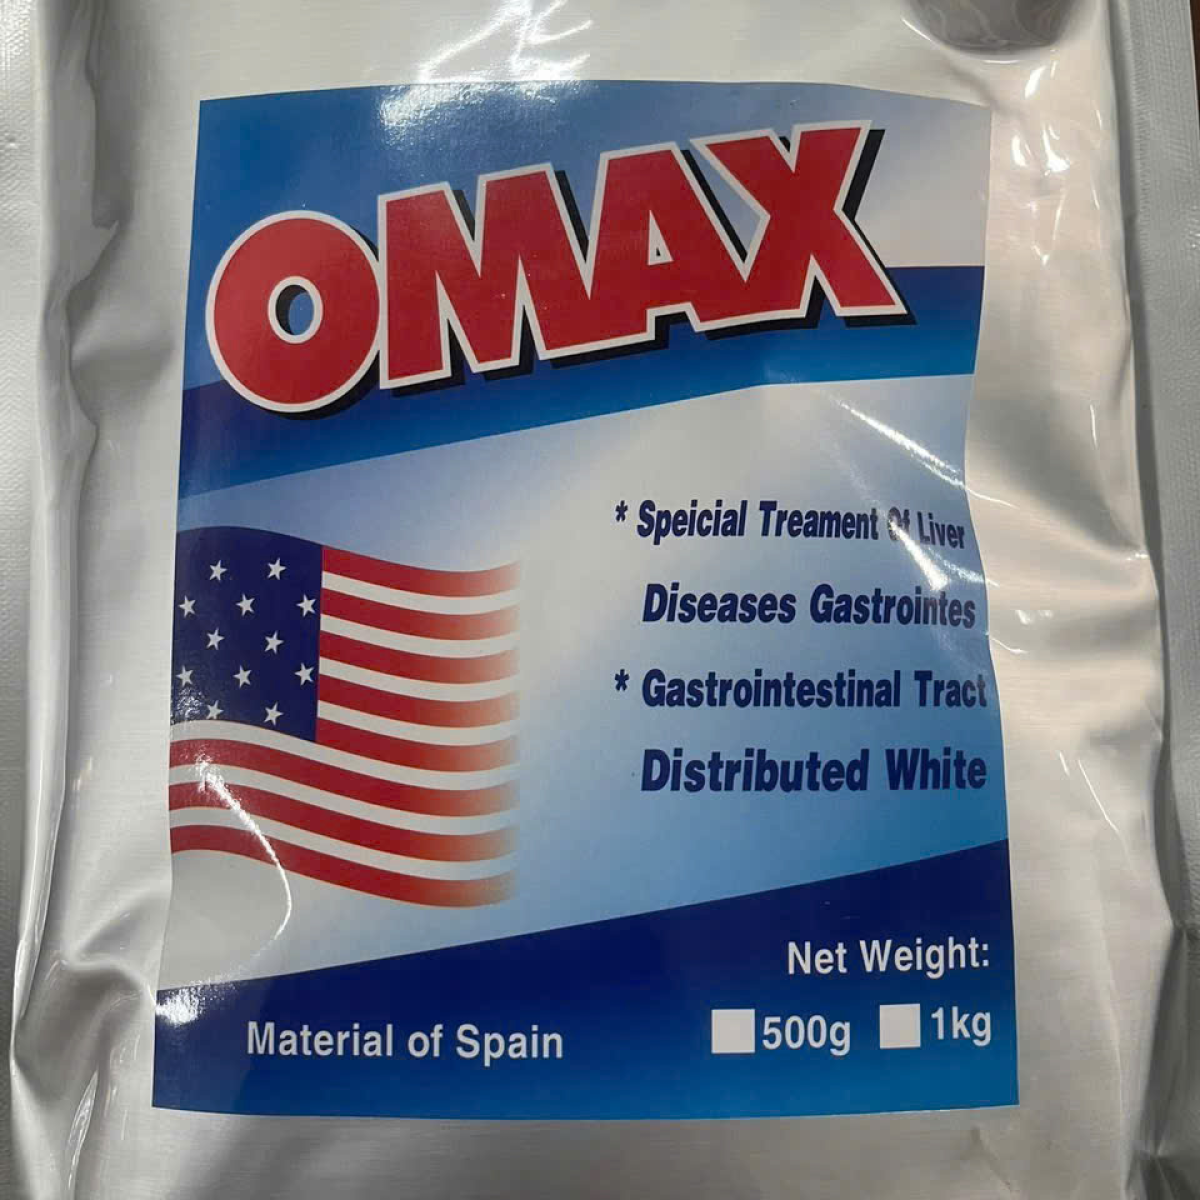 OMAX
* Speicial Treament Of Liver
Diseases Gastrointes
* Gastrointestinal Tract
Distributed White
Net Weight:
500g 1kg
Material of Spain